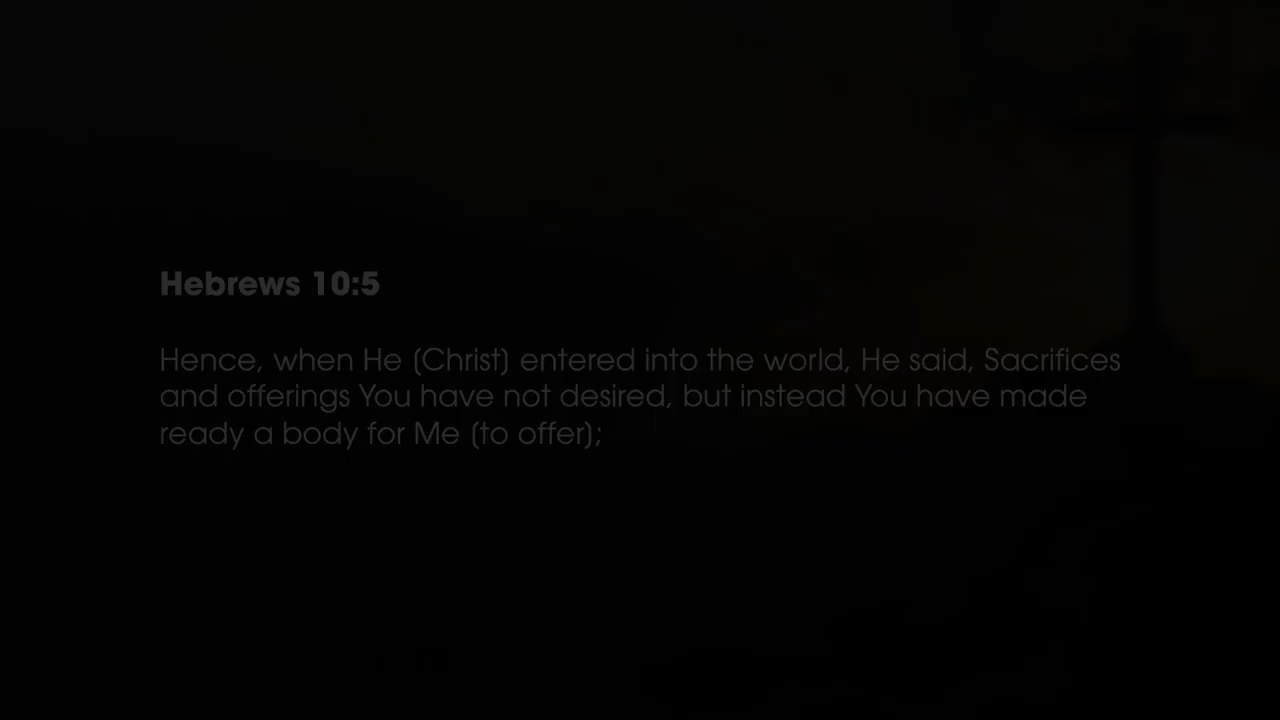 Hebrews 10:5
Hence, when He (Christ) entered into the world, He said, Sacrifices
and offerings You have not desired, but instead You have made
ready a body for Me (to offer);